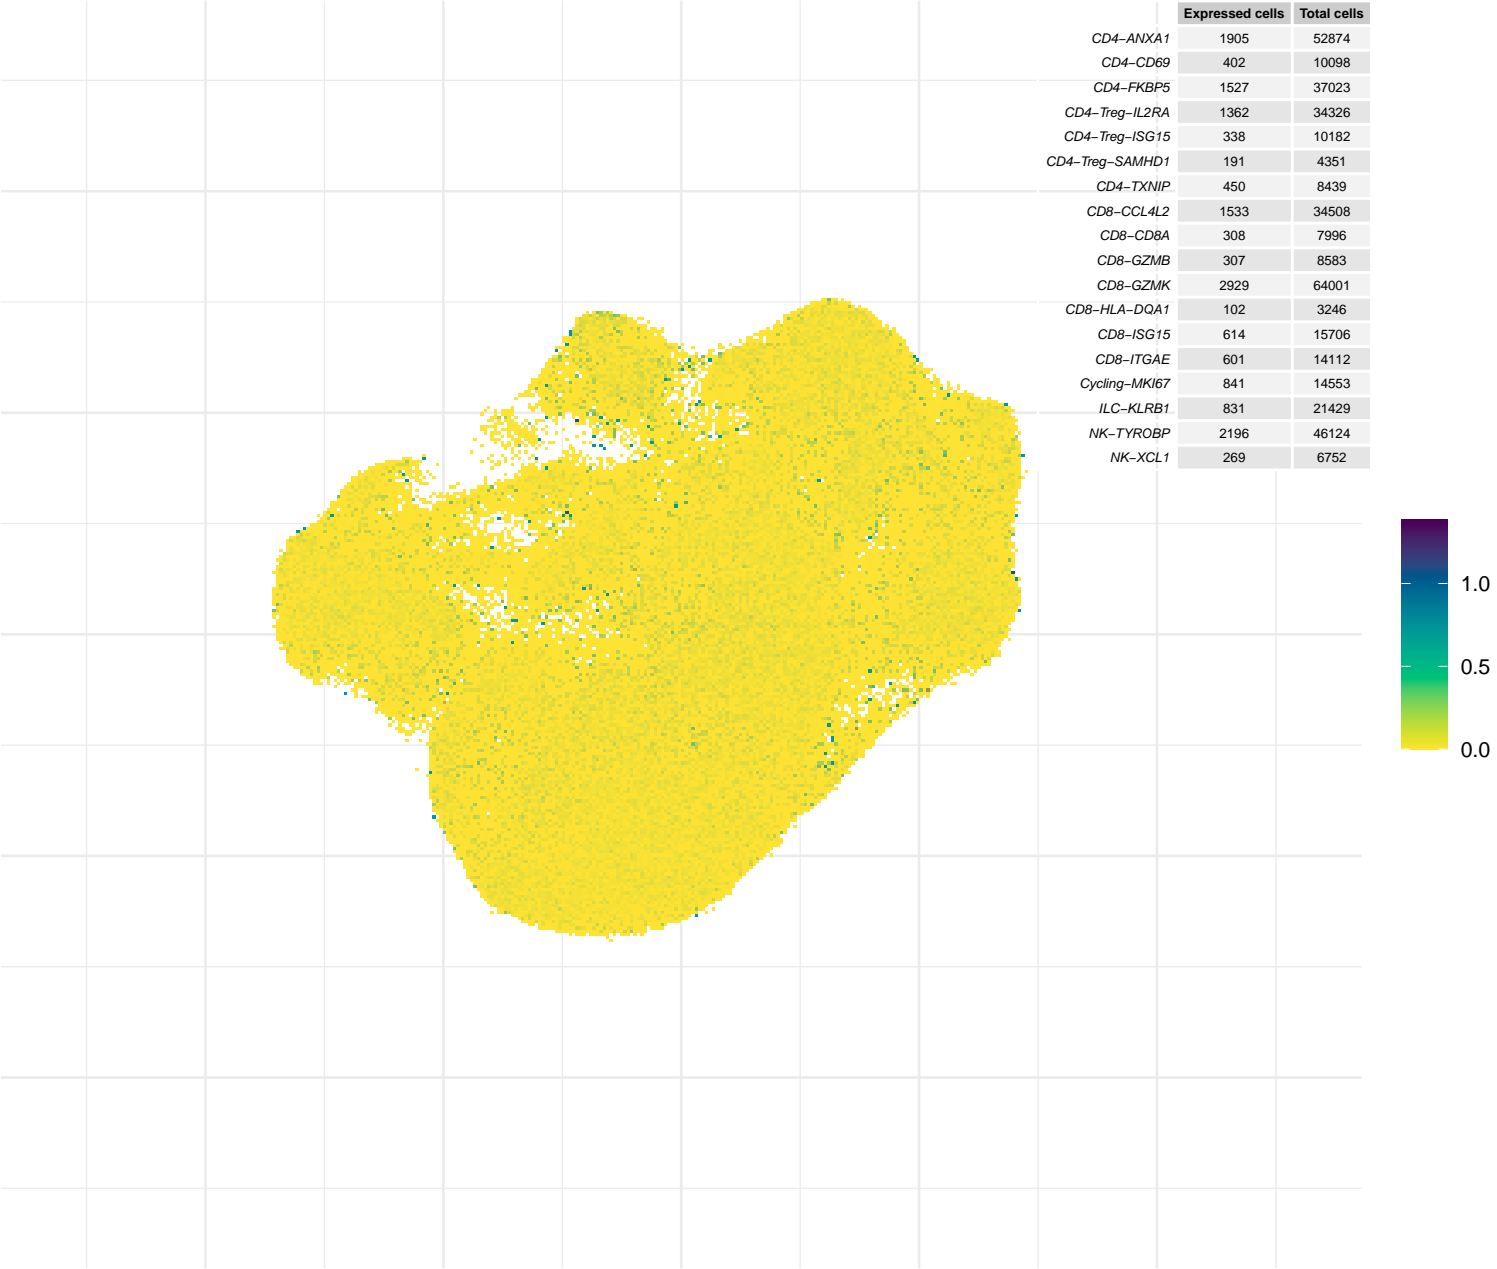 Expressed cells Total cells
CD4−ANXA1 1905 52874
CD4−CD69 402 10098
CD4−FKBP5 1527 37023
CD4−Treg−IL2RA 1362 34326
CD4−Treg−ISG15 338 10182
CD4−Treg−SAMHD1 191 4351
CD4−TXNIP 450 8439
CD8−CCL4L2 1533 34508
CD8−CD8A 308 7996
CD8−GZMB 307 8583
CD8−GZMK 2929 64001
CD8−HLA−DQA1 102 3246
CD8−ISG15 614 15706
CD8−ITGAE 601 14112
Cycling−MKI67 841 14553
ILC−KLRB1 831 21429
NK−TYROBP 2196 46124
NK−XCL1 269 6752
1.0
0.5
0.0